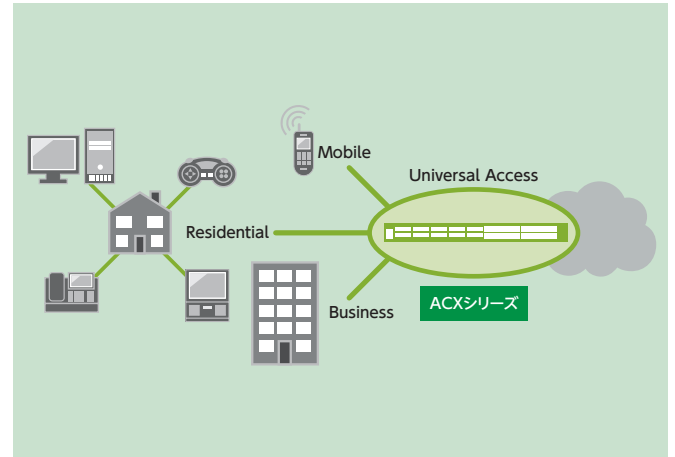 Mobile
Universal Access
Residential
ACXシリーズ
Business